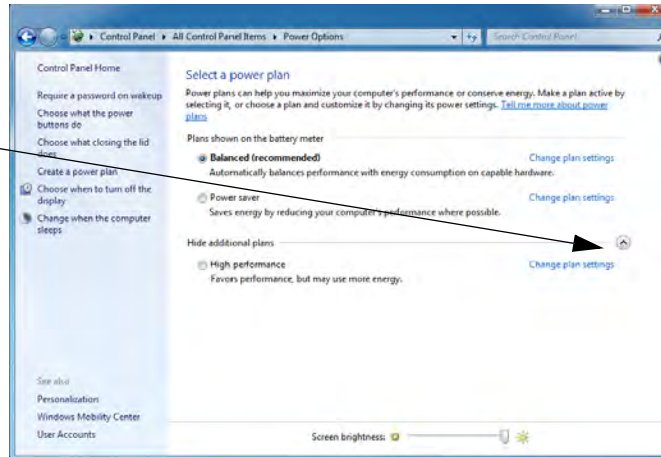 Control Panel ▸ All Control Panel Items ▸ Power Options
Search Control Panel
Control Panel Home
Require a password on wakeup
Choose what the power
buttons do
Choose what closing the lid
does
Create a power plan
Choose when to turn off the
display
Change when the computer
sleeps
See also
Personalization
Windows Mobility Center
User Accounts
Select a power plan
Power plans can help you maximize your computer's performance or conserve energy. Make a plan active by
selecting it, or choose a plan and customize it by changing its power settings. Tell me more about power
plans
Plans shown on the battery meter
Balanced (recommended) Change plan settings
Automatically balances performance with energy consumption on capable hardware.
Power saver Change plan settings
Saves energy by reducing your computer's performance where possible.
Hide additional plans
High performance Change plan settings
Favors performance, but may use more energy.
Screen brightness: